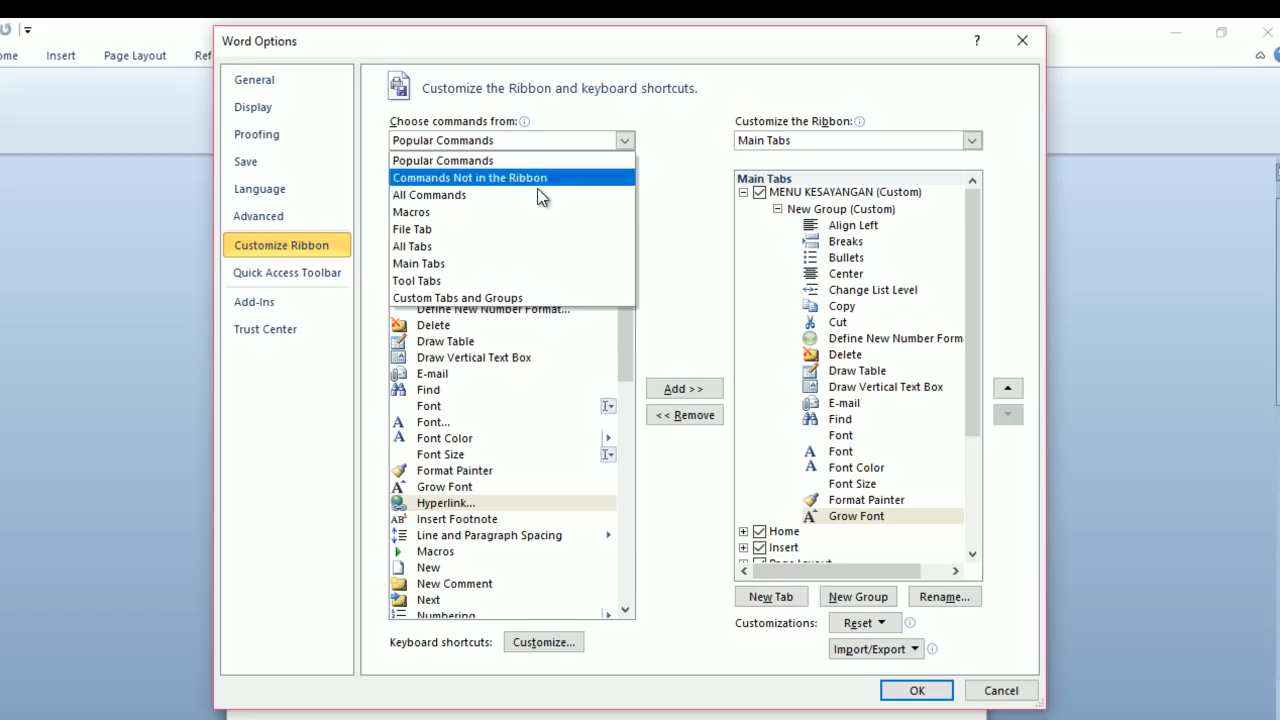 Word Options
ome Insert Page Layout Ref
General
Display
Proofing
Save
Language
Advanced
Customize Ribbon
Quick Access Toolbar
Add-Ins
Trust Center
Customize the Ribbon and keyboard shortcuts.
Choose commands from:
Popular Commands
Popular Commands
Commands Not in the Ribbon
All Commands
Macros
File Tab
All Tabs
Main Tabs
Tool Tabs
Custom Tabs and Groups
Define New Number Format...
Delete
Draw Table
Draw Vertical Text Box
E-mail
Find
Font
Font...
Font Color
Font Size
Format Painter
Grow Font
Hyperlink...
Insert Footnote
Line and Paragraph Spacing
Macros
New
New Comment
Next
Numbering
Keyboard shortcuts: Customize...
Add >>
<< Remove
Customize the Ribbon:
Main Tabs
Main Tabs
MENU KESAYANGAN (Custom)
New Group (Custom)
Align Left
Breaks
Bullets
Center
Change List Level
Copy
Cut
Define New Number Form
Delete
Draw Table
Draw Vertical Text Box
E-mail
Find
Font
Font
Font Color
Font Size
Format Painter
Grow Font
Home
Insert
Page Layout
New Tab New Group Rename...
Customizations: Reset
Import/Export
OK Cancel